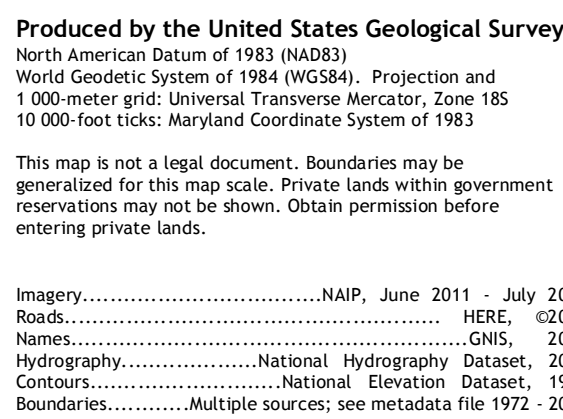 Produced by the United States Geological Survey
North American Datum of 1983 (NAD83)
World Geodetic System of 1984 (WGS84). Projection and
1 000-meter grid: Universal Transverse Mercator, Zone 18S
10 000-foot ticks: Maryland Coordinate System of 1983
This map is not a legal document. Boundaries may be
generalized for this map scale. Private lands within government
reservations may not be shown. Obtain permission before
entering private lands.
Imagery................................NAIP, June 2011 - July
Roads.................................................. HERE,
Names.....................................................GNIS,
Hydrography..................National Hydrography Dataset,
Contours.........................National Elevation Dataset,
Boundaries...........Multiple sources; see metadata file 1972 -